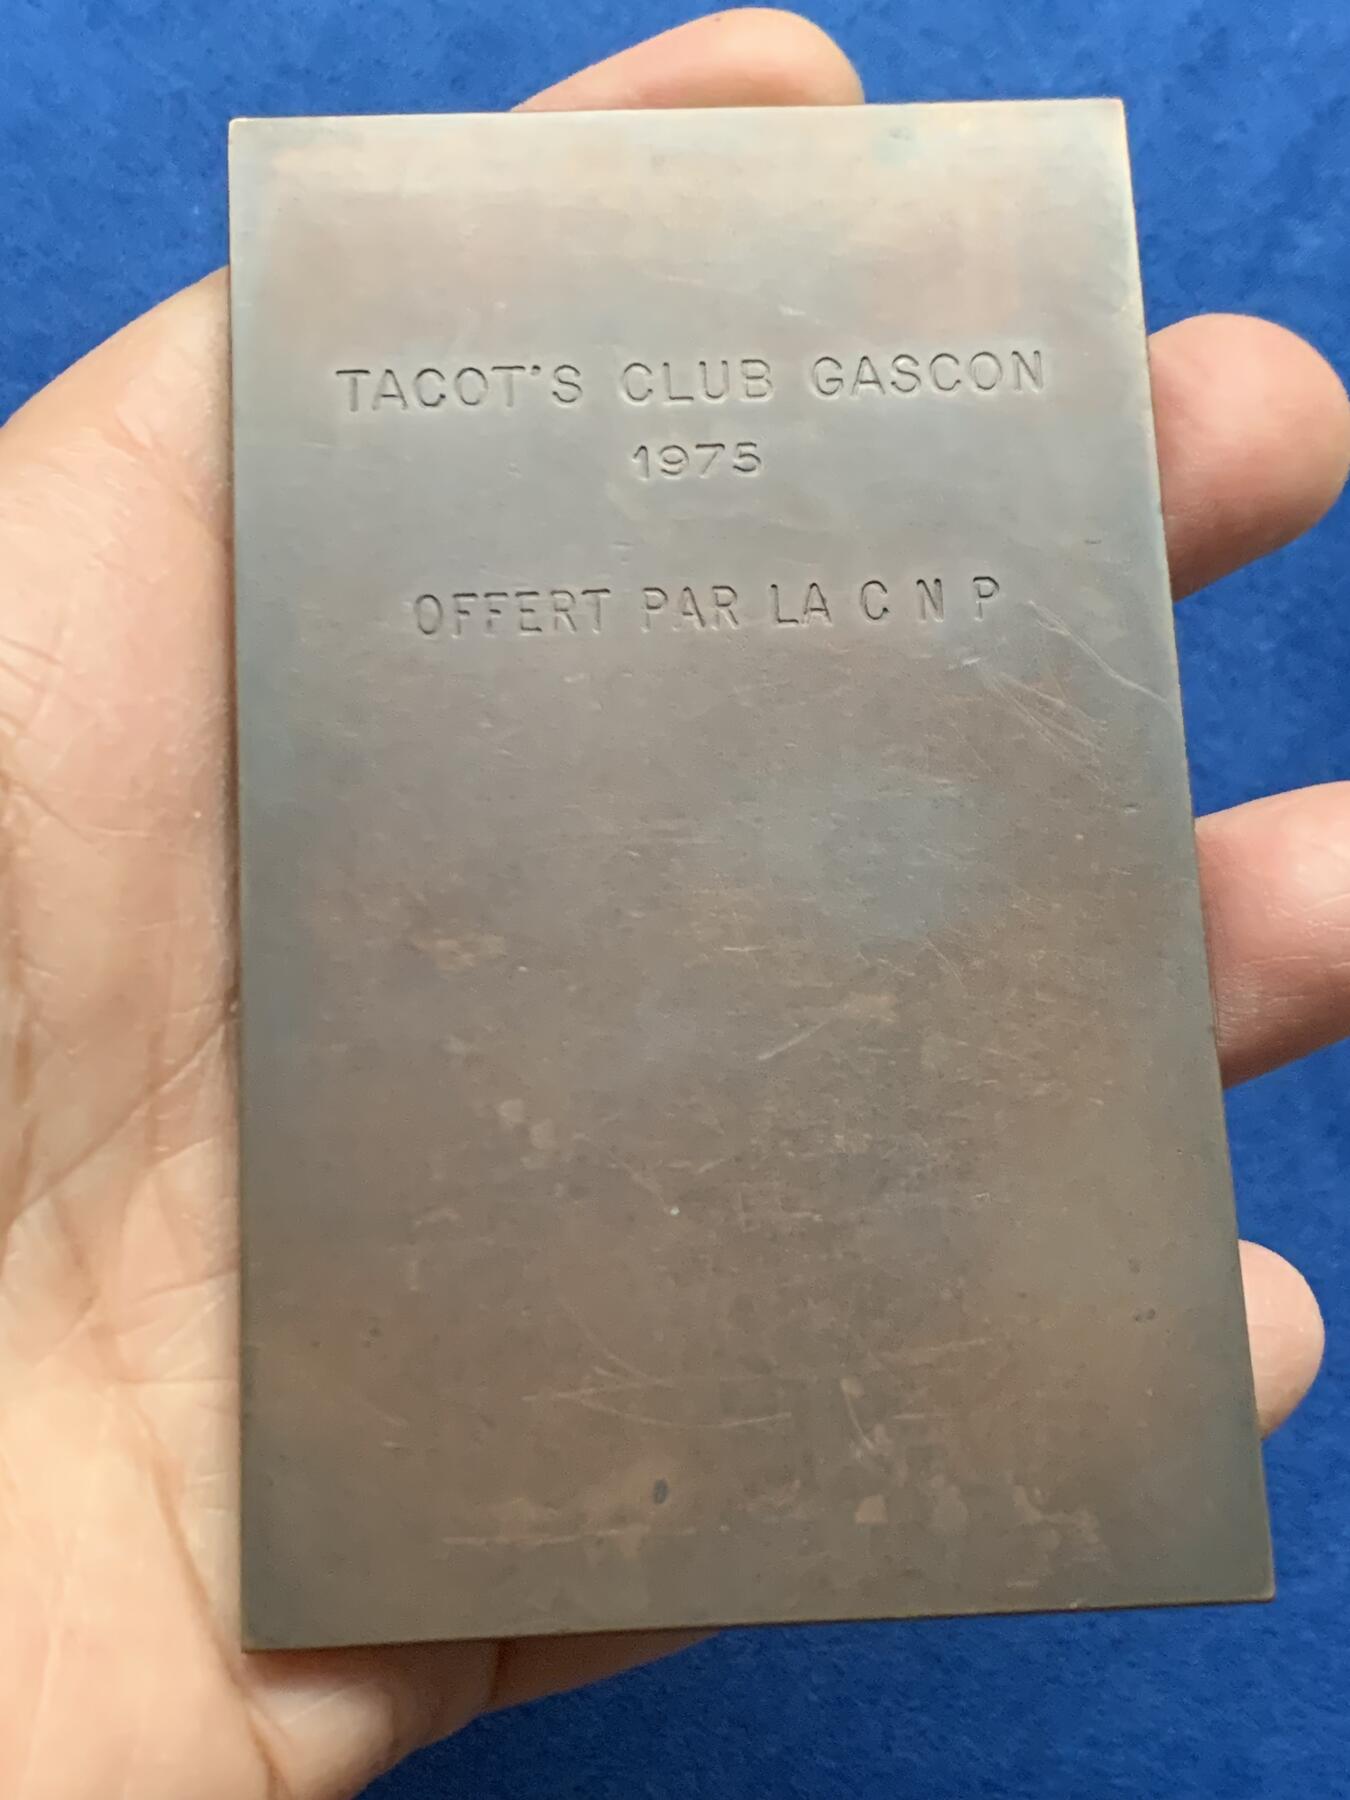 TACOT'S CLUB GASCON
1975
OFFERT PAR LA C N P